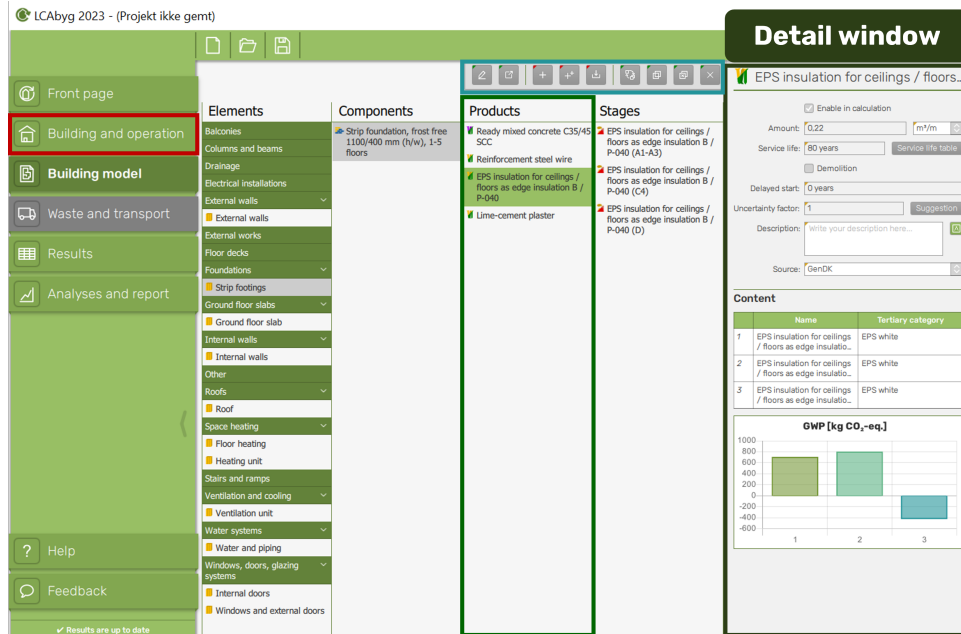 LCAbyg 2023 - (Projekt ikke gemt)
Detail window
Front page
Building and operation
Building model
Waste and transport
Results
Analyses and report
Help
Feedback
✓ Results are up to date
Elements
Balconies
Columns and beams
Drainage
Electrical installations
External walls
External walls
External works
Floor decks
Foundations
Strip footings
Ground floor slabs
Ground floor slab
Internal walls
Internal walls
Other
Roofs
Roof
Space heating
Floor heating
Heating unit
Stairs and ramps
Ventilation and cooling
Ventilation unit
Water systems
Water and piping
Windows, doors, glazing
systems
Internal doors
Windows and external doors
Components
Strip foundation, frost free
1100/400 mm (h/w), 1-5
floors
Products
Ready mixed concrete C35/45
SCC
Reinforcement steel wire
EPS insulation for ceilings /
floors as edge insulation B /
P-040
Lime-cement plaster
Stages
EPS insulation for ceilings /
floors as edge insulation B /
P-040 (A1-A3)
EPS insulation for ceilings /
floors as edge insulation B /
P-040 (C4)
EPS insulation for ceilings /
floors as edge insulation B /
P-040 (D)
EPS insulation for ceilings / floors...
Enable in calculation
Amount: 0,22 m³/m
Service life: 80 years Service life table
Demolition
Delayed start: 0 years
Uncertainty factor: 1 Suggestion
Description: Write your description here...
Source: GenDK
Content
Name Tertiary category
1 EPS insulation for ceilings EPS white
/ floors as edge insulatio...
2 EPS insulation for ceilings EPS white
/ floors as edge insulatio...
3 EPS insulation for ceilings EPS white
/ floors as edge insulatio...
GWP [kg CO₂-eq.]
1000
800
600
400
200
0
-200
-400
-600
1 2 3